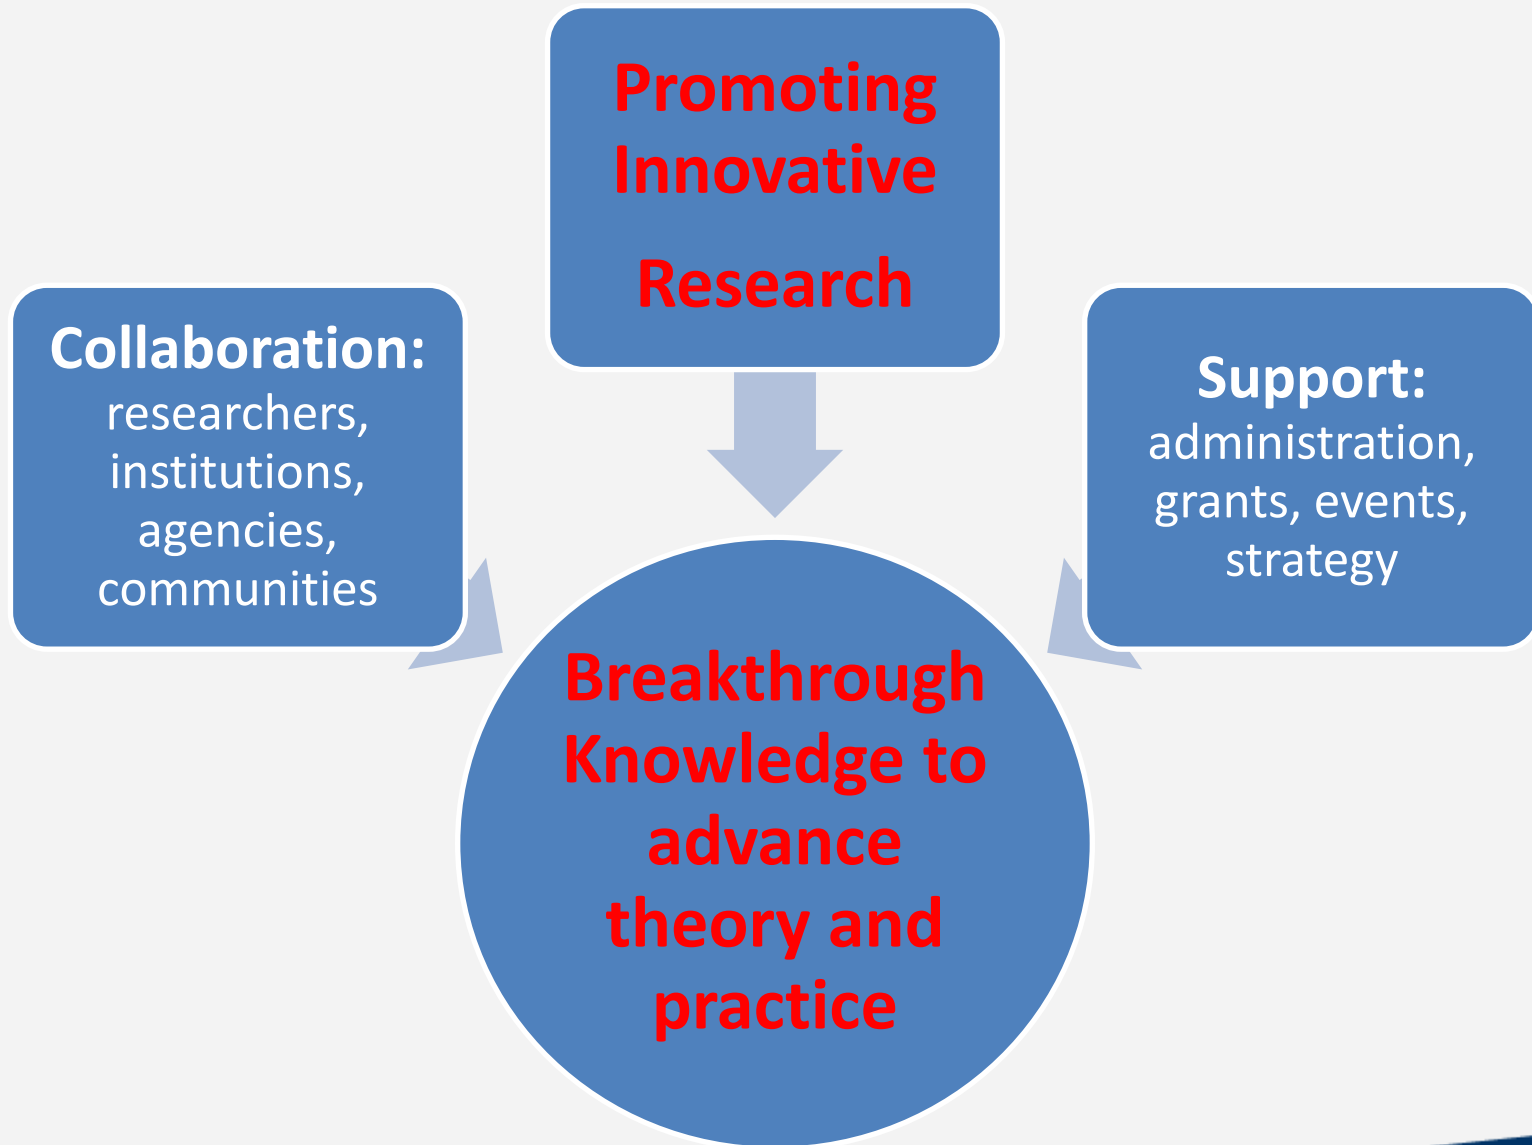 Promoting
Innovative
Research
Collaboration:
researchers,
institutions,
agencies,
communities
Support:
administration,
grants, events,
strategy
Breakthrough
Knowledge to
advance
theory and
practice